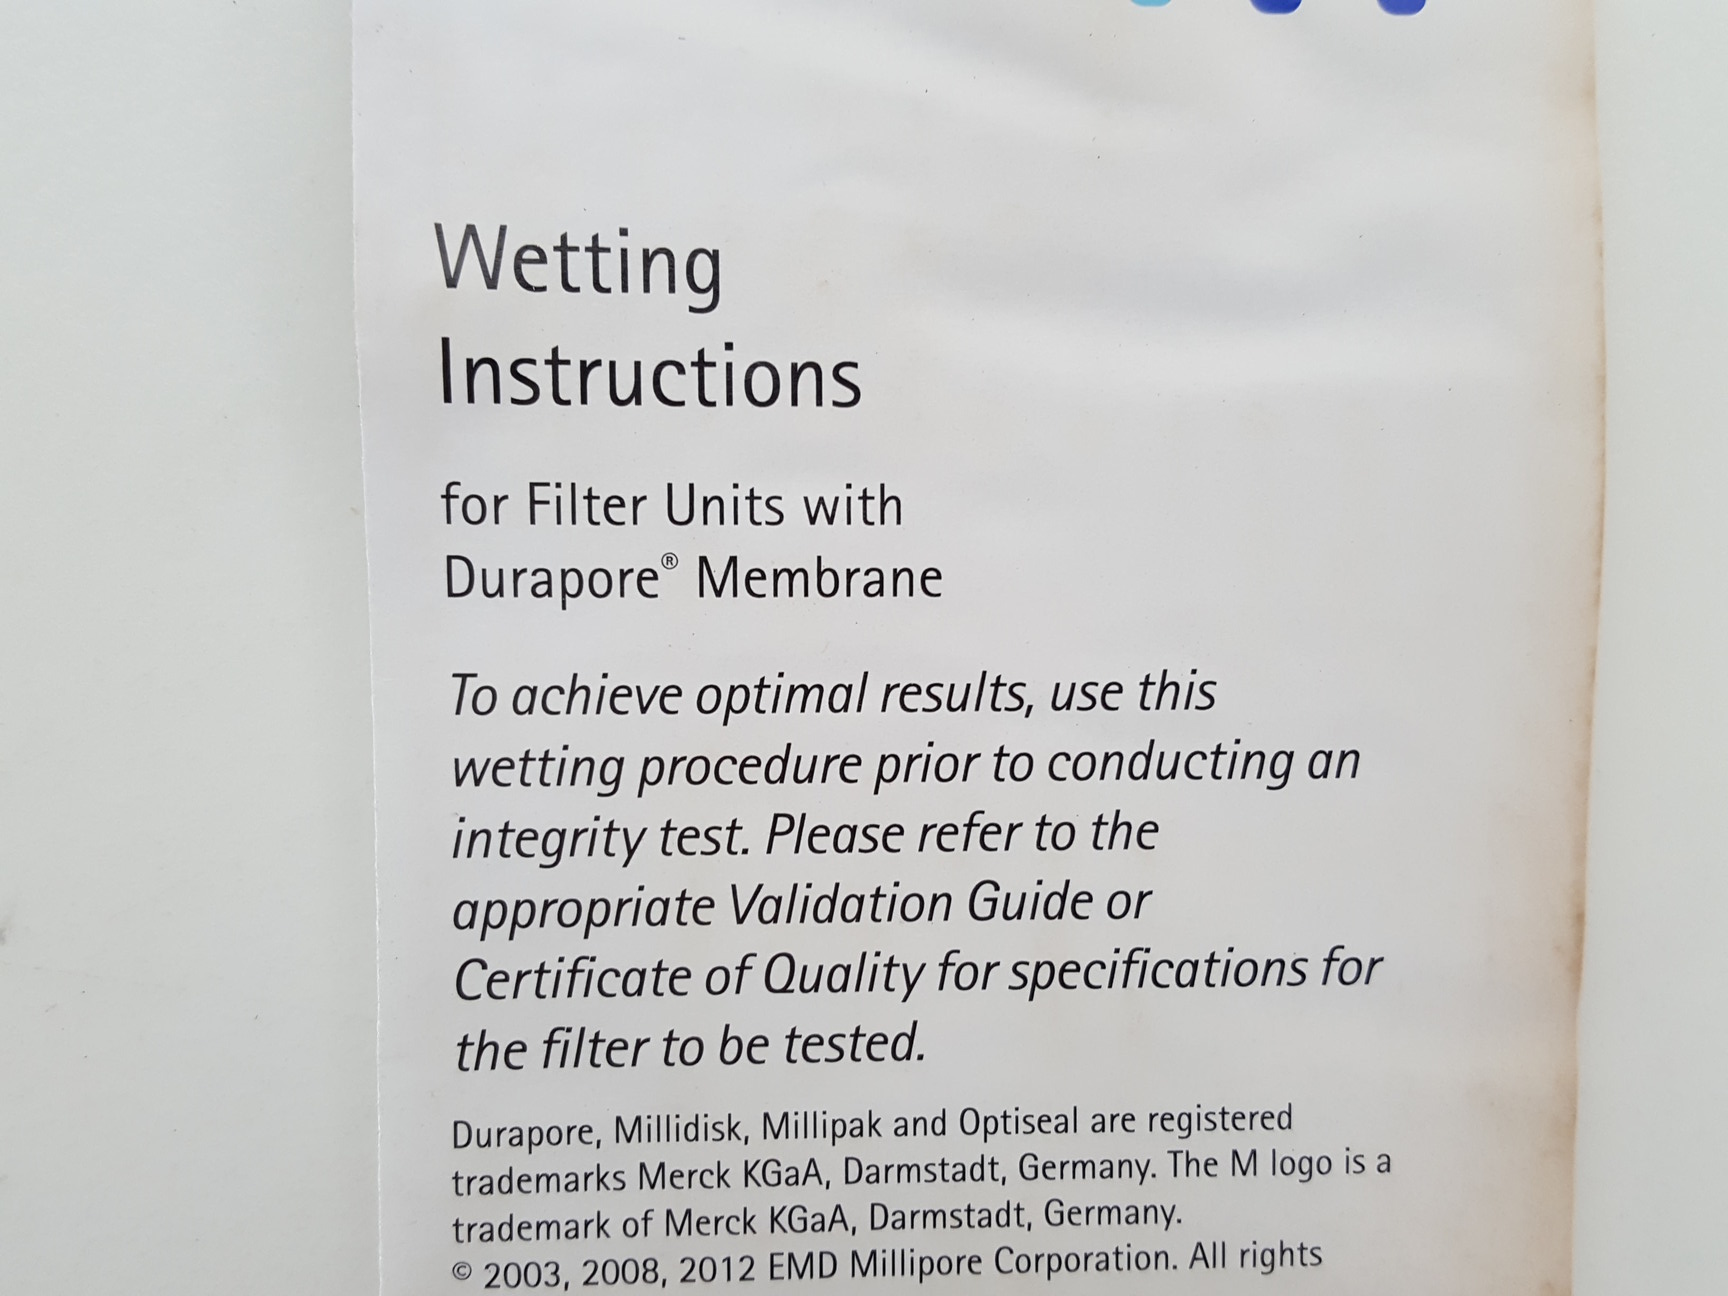 Wetting
Instructions
for Filter Units with
Durapore® Membrane
To achieve optimal results, use this
wetting procedure prior to conducting an
integrity test. Please refer to the
appropriate Validation Guide or
Certificate of Quality for specifications for
the filter to be tested.
Durapore, Millidisk, Millipak and Optiseal are registered
trademarks Merck KGaA, Darmstadt, Germany. The M logo is a
trademark of Merck KGaA, Darmstadt, Germany.
© 2003, 2008, 2012 EMD Millipore Corporation. All rights